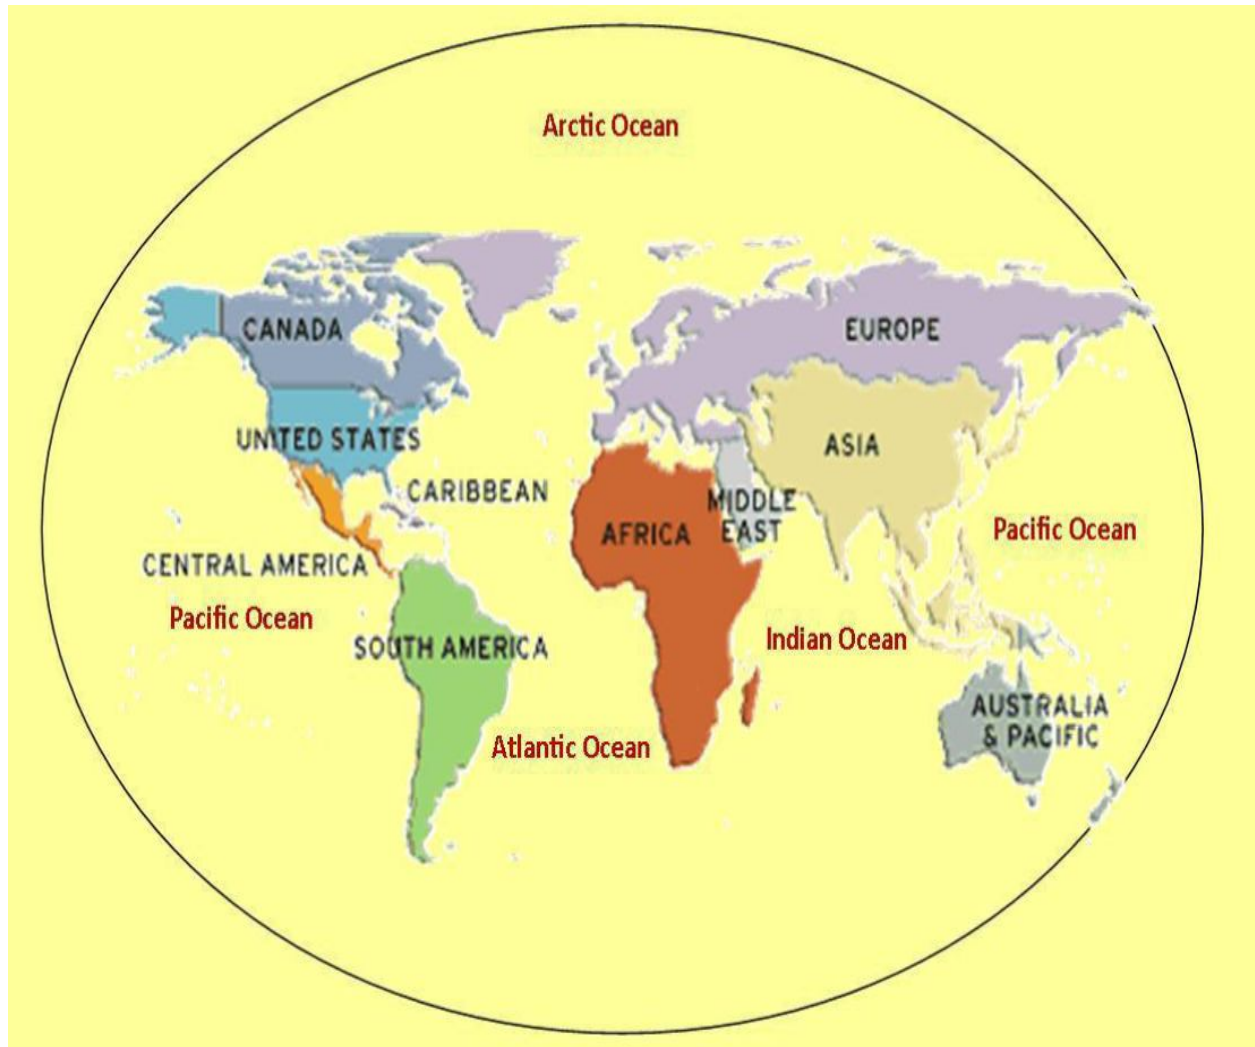 Arctic Ocean
CANADA
EUROPE
UNITED STATES
ASIA
CARIBBEAN
MIDDLE
EAST
AFRICA
Pacific Ocean
CENTRAL AMERICA
Pacific Ocean
Indian Ocean
SOUTH AMERICA
AUSTRALIA
& PACIFIC
Atlantic Ocean